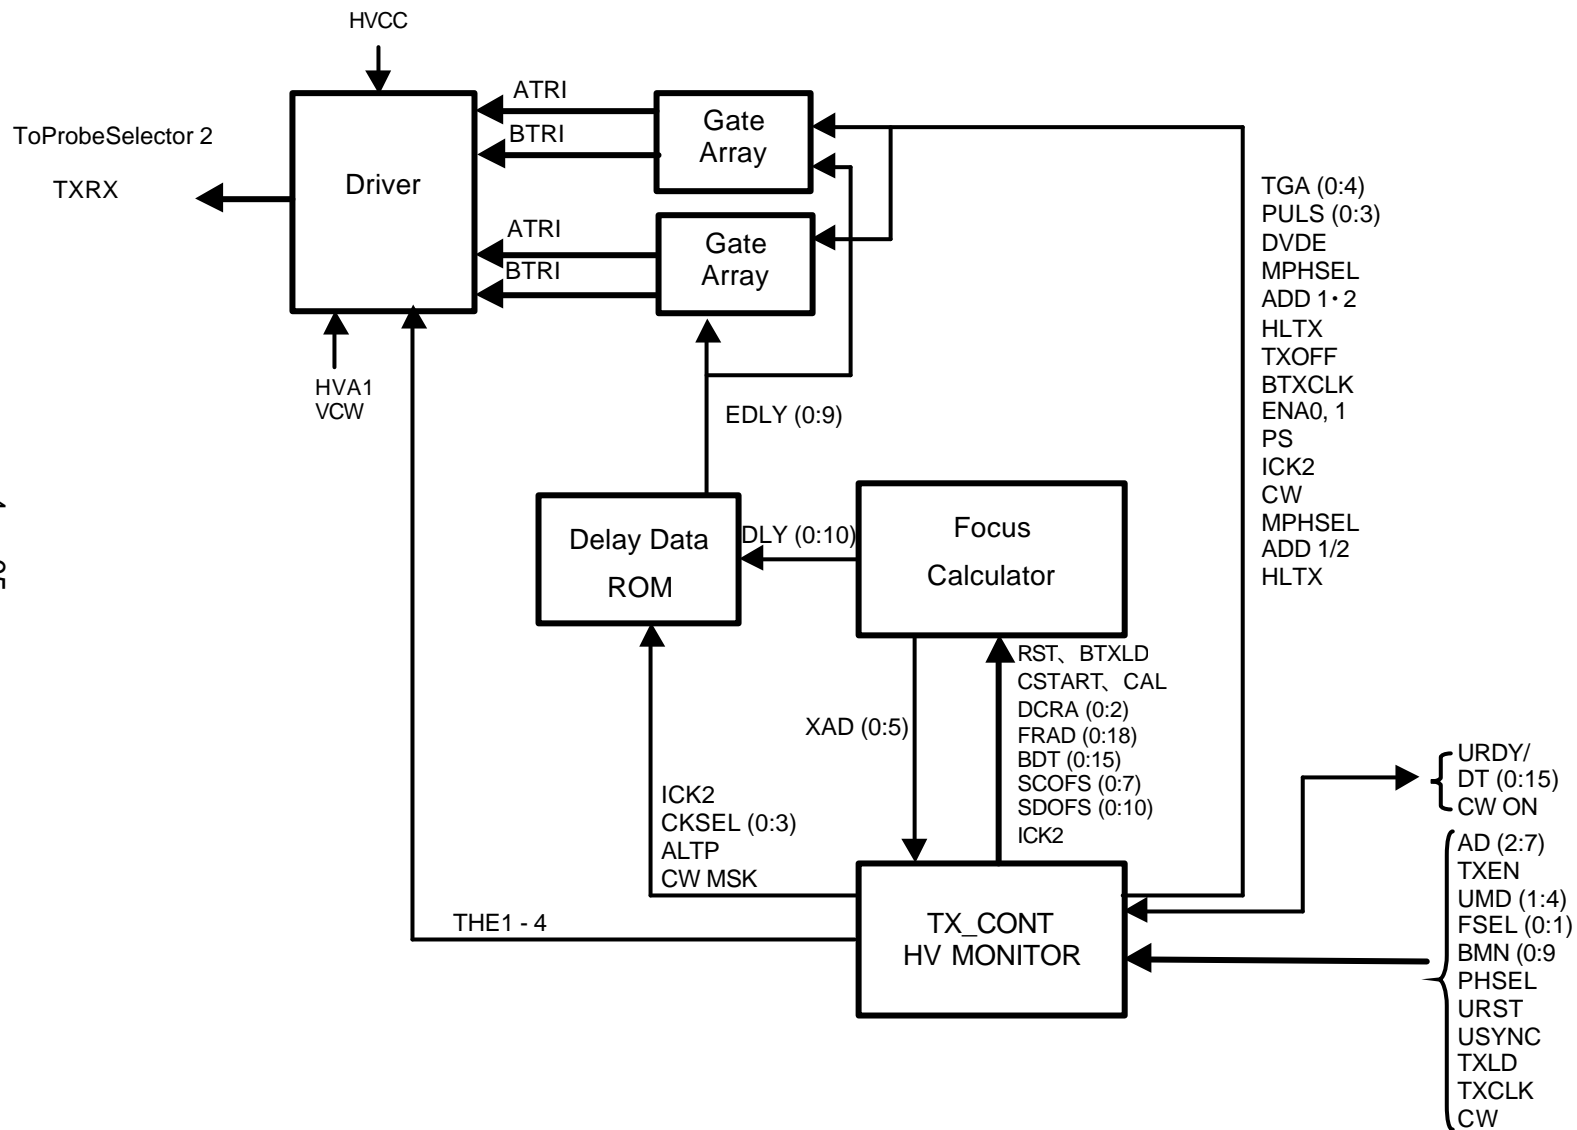 HVCC
ToProbeSelector 2
TXRX
Driver
ATRI
BTRI
Gate
Array
ATRI
BTRI
Gate
Array
HVA1
VCW
EDLY (0:9)
TGA (0:4)
PULS (0:3)
DVDE
MPHSEL
ADD 1・2
HLTX
TXOFF
BTXCLK
ENA0, 1
PS
ICK2
CW
MPHSEL
ADD 1/2
HLTX
Delay Data
ROM
DLY (0:10)
Focus
Calculator
XAD (0:5)
RST、BTXLD
CSTART、CAL
DCRA (0:2)
FRAD (0:18)
BDT (0:15)
SCOFS (0:7)
SDOFS (0:10)
ICK2
ICK2
CKSEL (0:3)
ALTP
CW MSK
THE1 - 4
TX_CONT
HV MONITOR
URDY/
DT (0:15)
CW ON
AD (2:7)
TXEN
UMD (1:4)
FSEL (0:1)
BMN (0:9
PHSEL
URST
USYNC
TXLD
TXCLK
CW